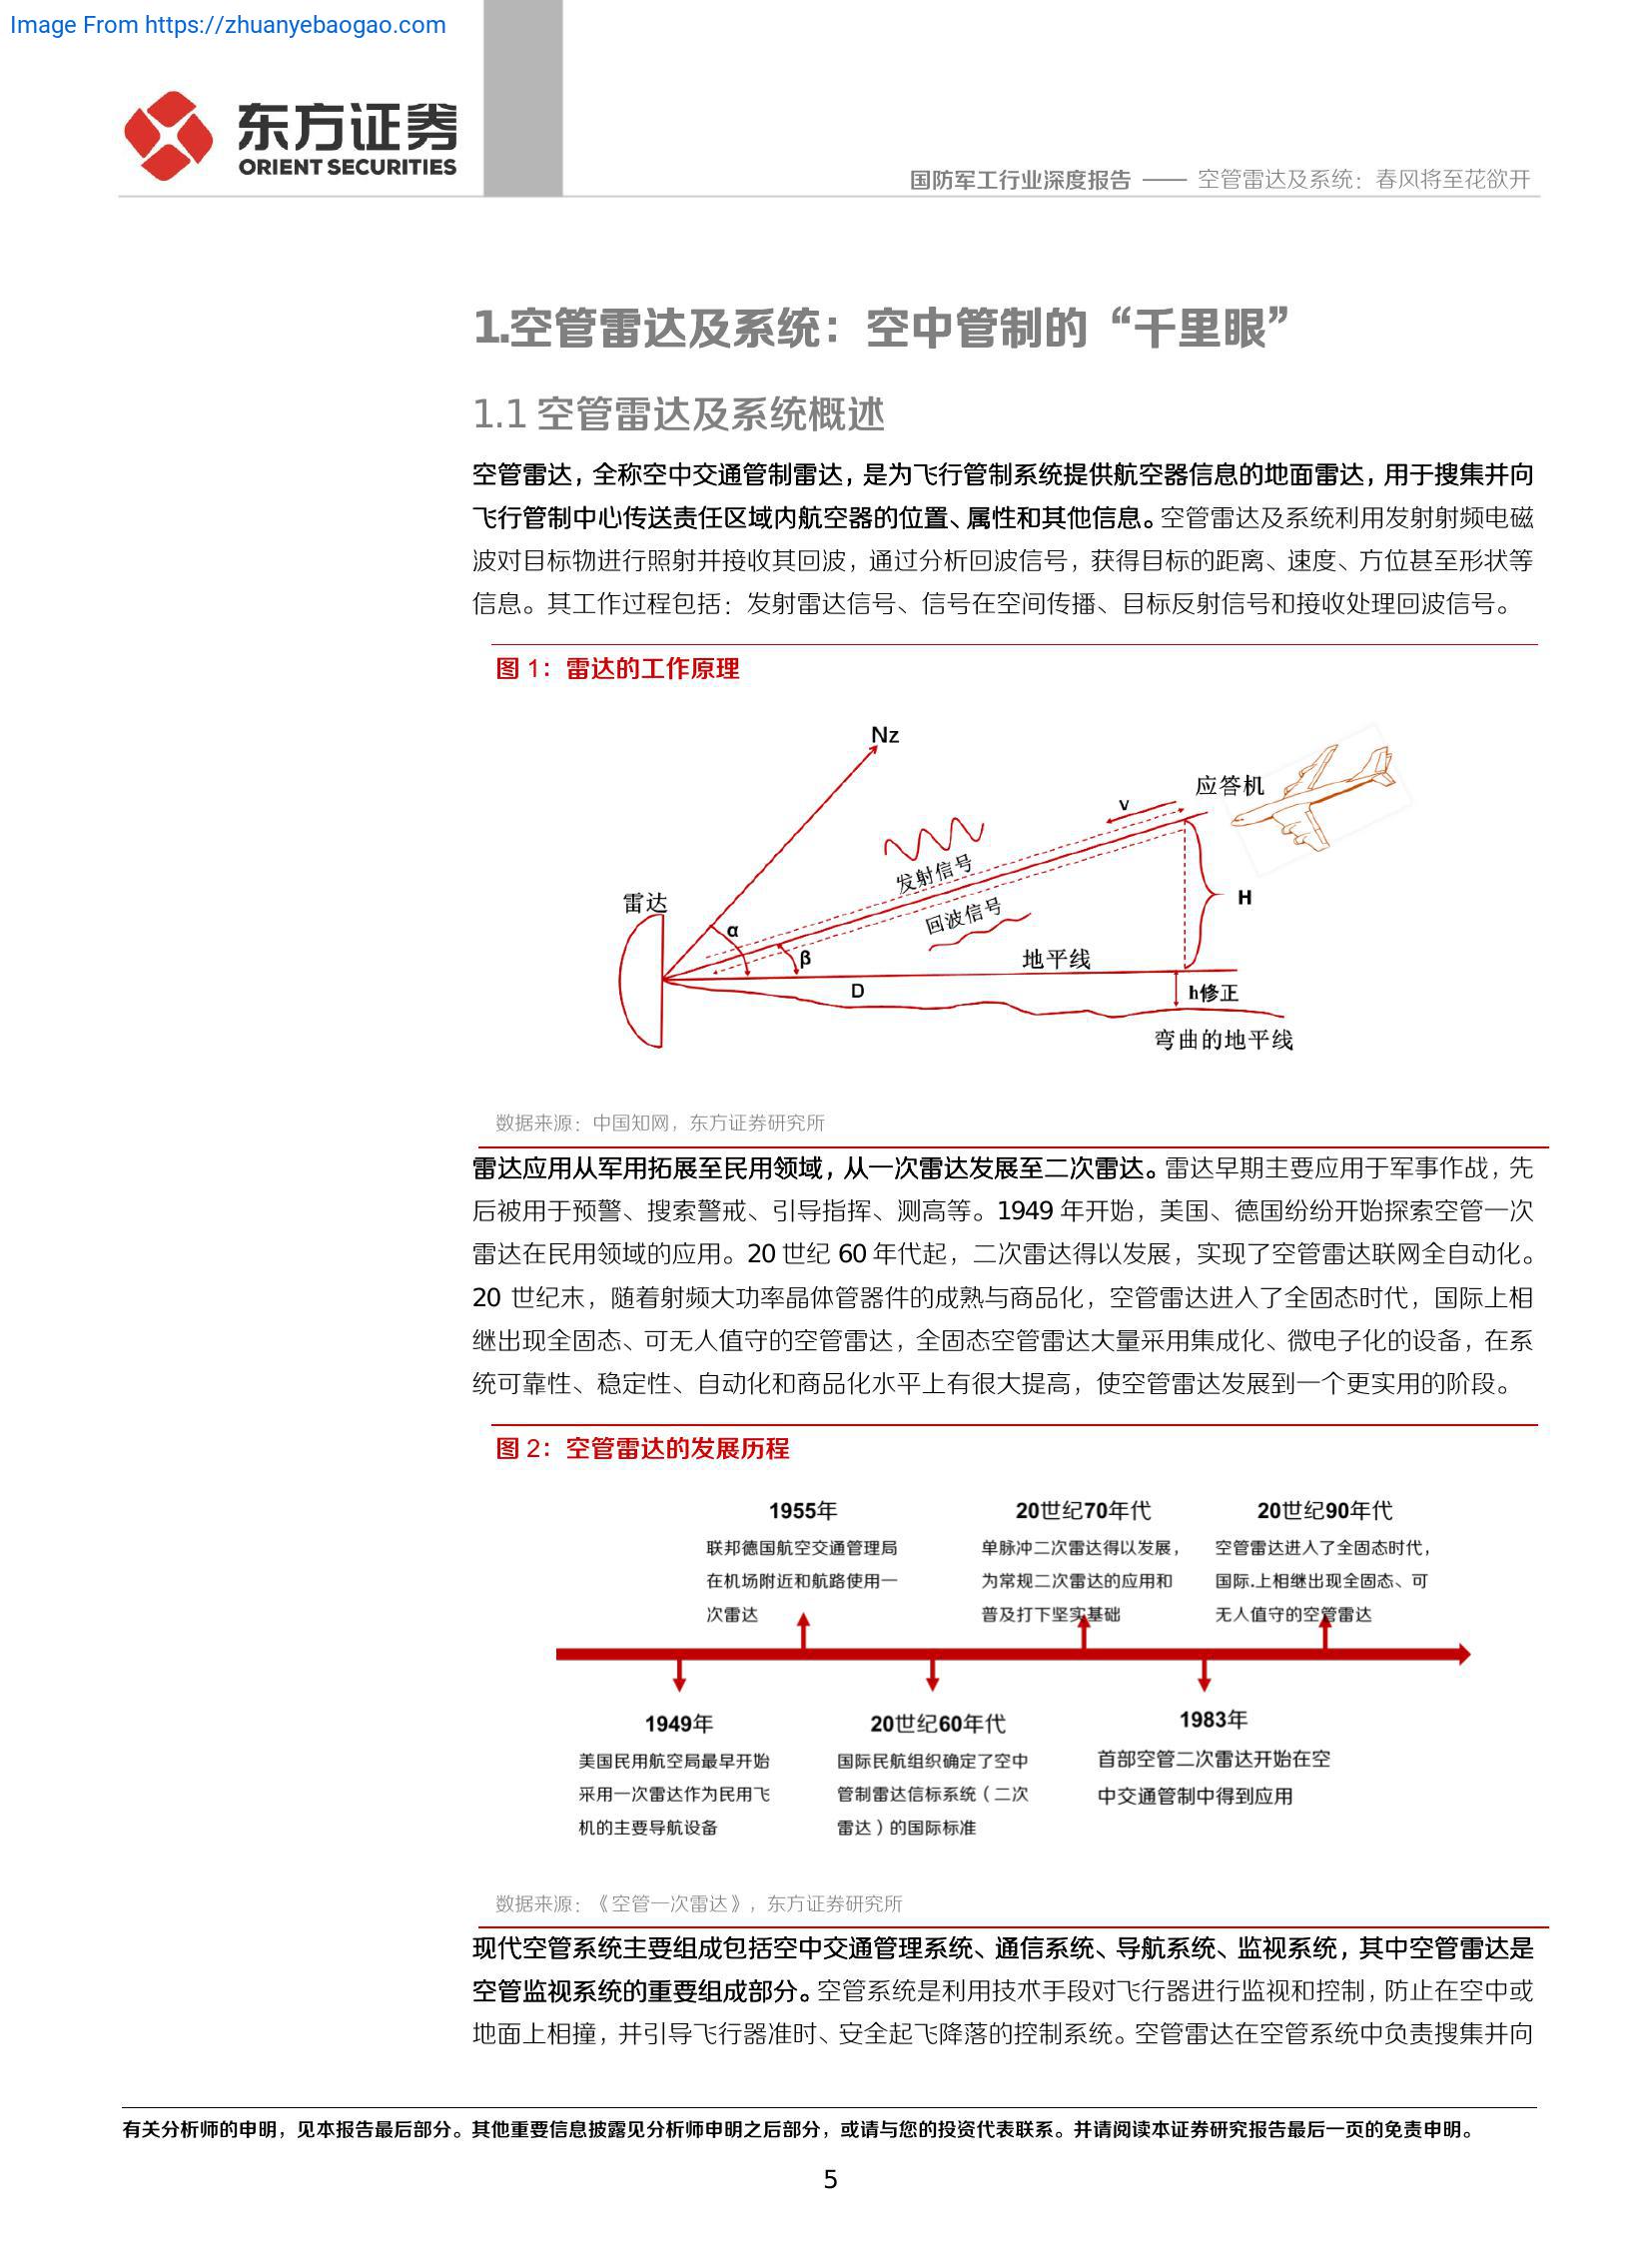 Image From https://zhuanyebaogao.com
东方证券
ORIENT SECURITIES
国防军工行业深度报告 —— 空管雷达及系统：春风将至花欲开
1.空管雷达及系统：空中管制的“千里眼”
1.1 空管雷达及系统概述
空管雷达，全称空中交通管制雷达，是为飞行管制系统提供航空器信息的地面雷达，用于搜集并向
飞行管制中心传送责任区域内航空器的位置、属性和其他信息。空管雷达及系统利用发射射频电磁
波对目标物进行照射并接收其回波，通过分析回波信号，获得目标的距离、速度、方位甚至形状等
信息。其工作过程包括：发射雷达信号、信号在空间传播、目标反射信号和接收处理回波信号。
图 1：雷达的工作原理
Nz
应答机
v
发射信号
雷达
H
回波信号
α
β
地平线
D
h修正
弯曲的地平线
数据来源：中国知网，东方证券研究所
雷达应用从军用拓展至民用领域，从一次雷达发展至二次雷达。雷达早期主要应用于军事作战，先
后被用于预警、搜索警戒、引导指挥、测高等。1949 年开始，美国、德国纷纷开始探索空管一次
雷达在民用领域的应用。20 世纪 60 年代起，二次雷达得以发展，实现了空管雷达联网全自动化。
20 世纪末，随着射频大功率晶体管器件的成熟与商品化，空管雷达进入了全固态时代，国际上相
继出现全固态、可无人值守的空管雷达，全固态空管雷达大量采用集成化、微电子化的设备，在系
统可靠性、稳定性、自动化和商品化水平上有很大提高，使空管雷达发展到一个更实用的阶段。
图 2：空管雷达的发展历程
1955年
联邦德国航空交通管理局
在机场附近和航路使用一
次雷达
20世纪70年代
单脉冲二次雷达得以发展，
为常规二次雷达的应用和
普及打下坚实基础
20世纪90年代
空管雷达进入了全固态时代，
国际.上相继出现全固态、可
无人值守的空管雷达
1949年
美国民用航空局最早开始
采用一次雷达作为民用飞
机的主要导航设备
20世纪60年代
国际民航组织确定了空中
管制雷达信标系统（二次
雷达）的国际标准
1983年
首部空管二次雷达开始在空
中交通管制中得到应用
数据来源：《空管一次雷达》，东方证券研究所
现代空管系统主要组成包括空中交通管理系统、通信系统、导航系统、监视系统，其中空管雷达是
空管监视系统的重要组成部分。空管系统是利用技术手段对飞行器进行监视和控制，防止在空中或
地面上相撞，并引导飞行器准时、安全起飞降落的控制系统。空管雷达在空管系统中负责搜集并向
有关分析师的申明，见本报告最后部分。其他重要信息披露见分析师申明之后部分，或请与您的投资代表联系。并请阅读本证券研究报告最后一页的免责申明。
5